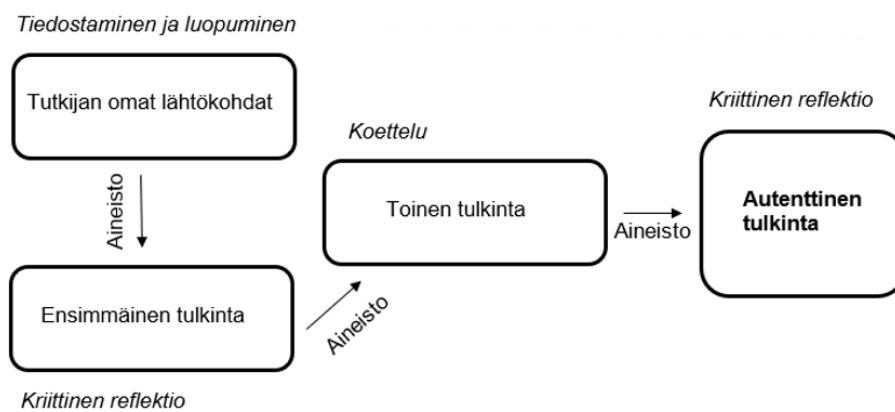 Tiedostaminen ja luopuminen
Tutkijan omat lähtökohdat
Aineisto
Ensimmäinen tulkinta
Kriittinen reflektio
Aineisto
Koettelu
Toinen tulkinta
Aineisto
Kriittinen reflektio
Autenttinen
tulkinta